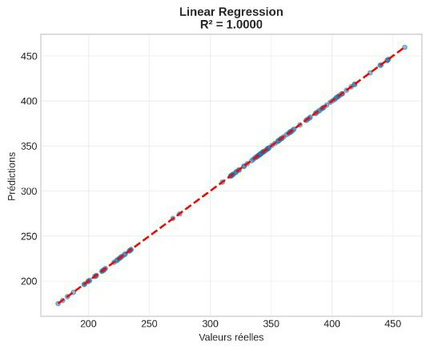 Linear Regression
R² = 1.0000
450
400
350
300
250
200
Prédictions
200 250 300 350 400 450
Valeurs réelles